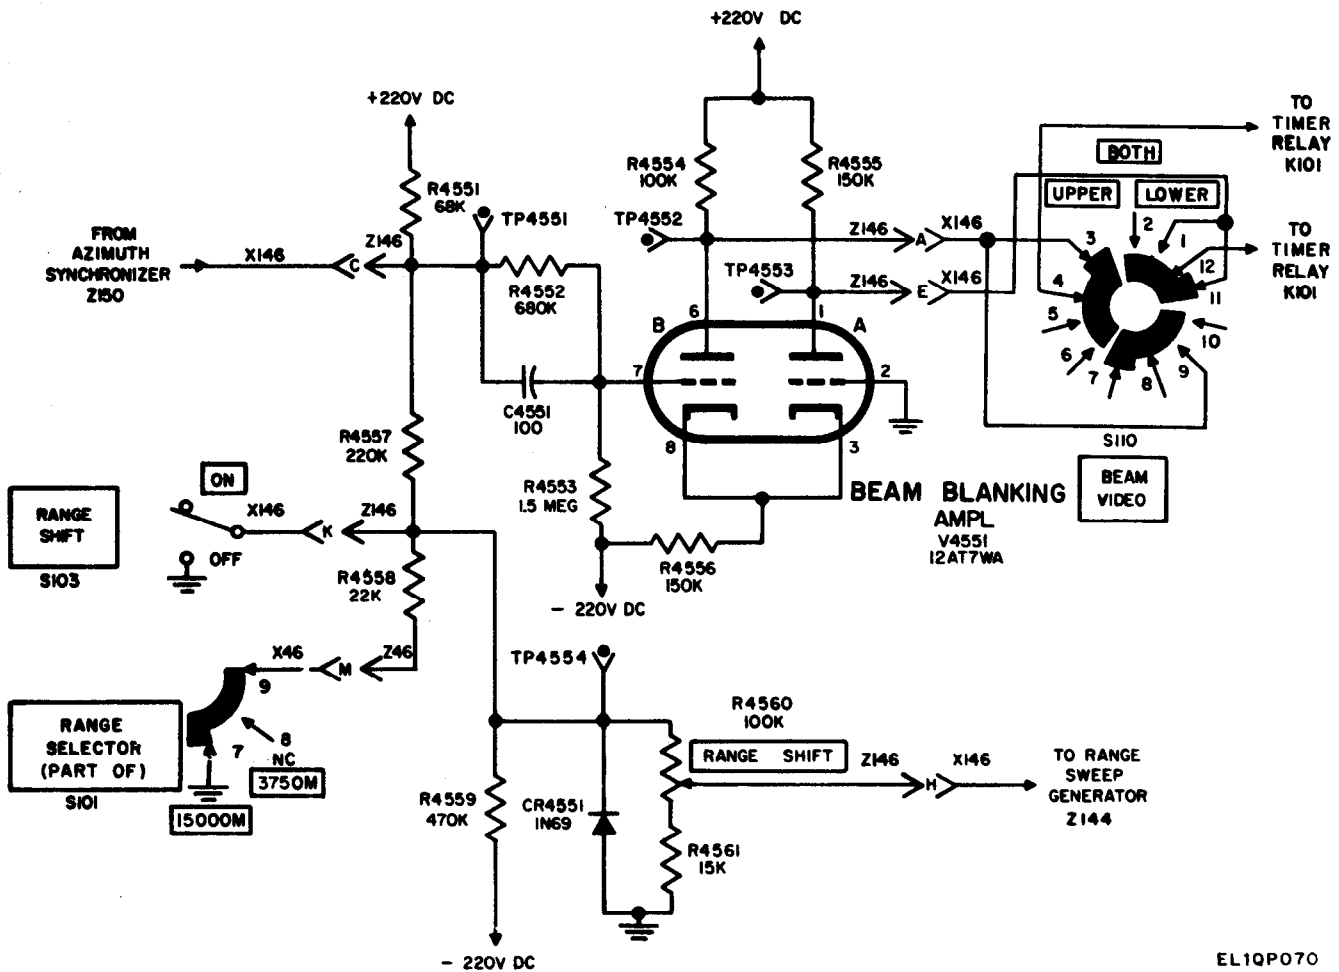 +220V DC
+220V DC
R4551
68K
TP4551
FROM
AZIMUTH
SYNCHRONIZER
Z150
X146
C
Z146
R4552
680K
C4551
100
R4554
100K
R4555
150K
TP4552
TP4553
Z146
A
X146
Z146
E
X146
6
1
B
A
7
2
8
3
BOTH
UPPER
LOWER
TO
TIMER
RELAY
K101
TO
TIMER
RELAY
K101
3
2
1
12
4
11
5
10
6
7
8
9
S110
BEAM
VIDEO
BEAM BLANKING
AMPL
V4551
12AT7WA
R4557
220K
R4553
1.5 MEG
R4556
150K
- 220V DC
RANGE
SHIFT
S103
ON
OFF
X146
K
Z146
R4558
22K
X46
M
Z46
RANGE
SELECTOR
(PART OF)
S101
9
8
NC
7
3750M
15000M
TP4554
R4560
100K
RANGE SHIFT
Z146
H
X146
TO RANGE
SWEEP
GENERATOR
Z144
R4559
470K
CR4551
1N69
R4561
15K
- 220V DC
EL1QP070